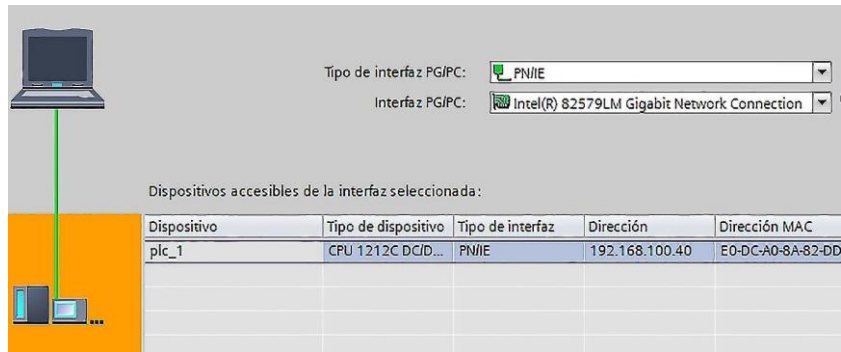 Tipo de interfaz PG/PC: PN/IE
Interfaz PG/PC: Intel(R) 82579LM Gigabit Network Connection
Dispositivos accesibles de la interfaz seleccionada:
Dispositivo Tipo de dispositivo Tipo de interfaz Dirección Dirección MAC
plc_1 CPU 1212C DC/D... PN/IE 192.168.100.40 E0-DC-A0-8A-82-DD
...